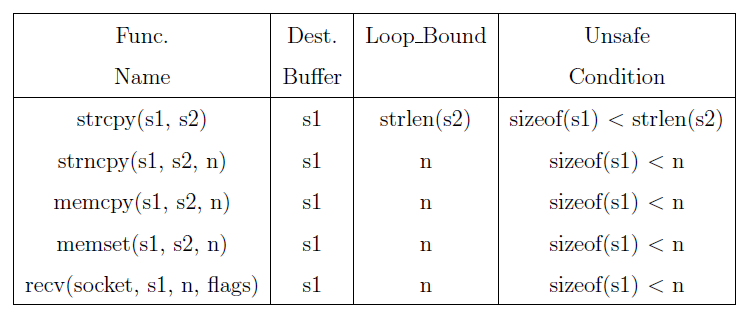 Func. Dest. Loop_Bound Unsafe
Name Buffer Condition
strcpy(s1, s2) s1 strlen(s2) sizeof(s1) < strlen(s2)
strncpy(s1, s2, n) s1 n sizeof(s1) < n
memcpy(s1, s2, n) s1 n sizeof(s1) < n
memset(s1, s2, n) s1 n sizeof(s1) < n
recv(socket, s1, n, flags) s1 n sizeof(s1) < n